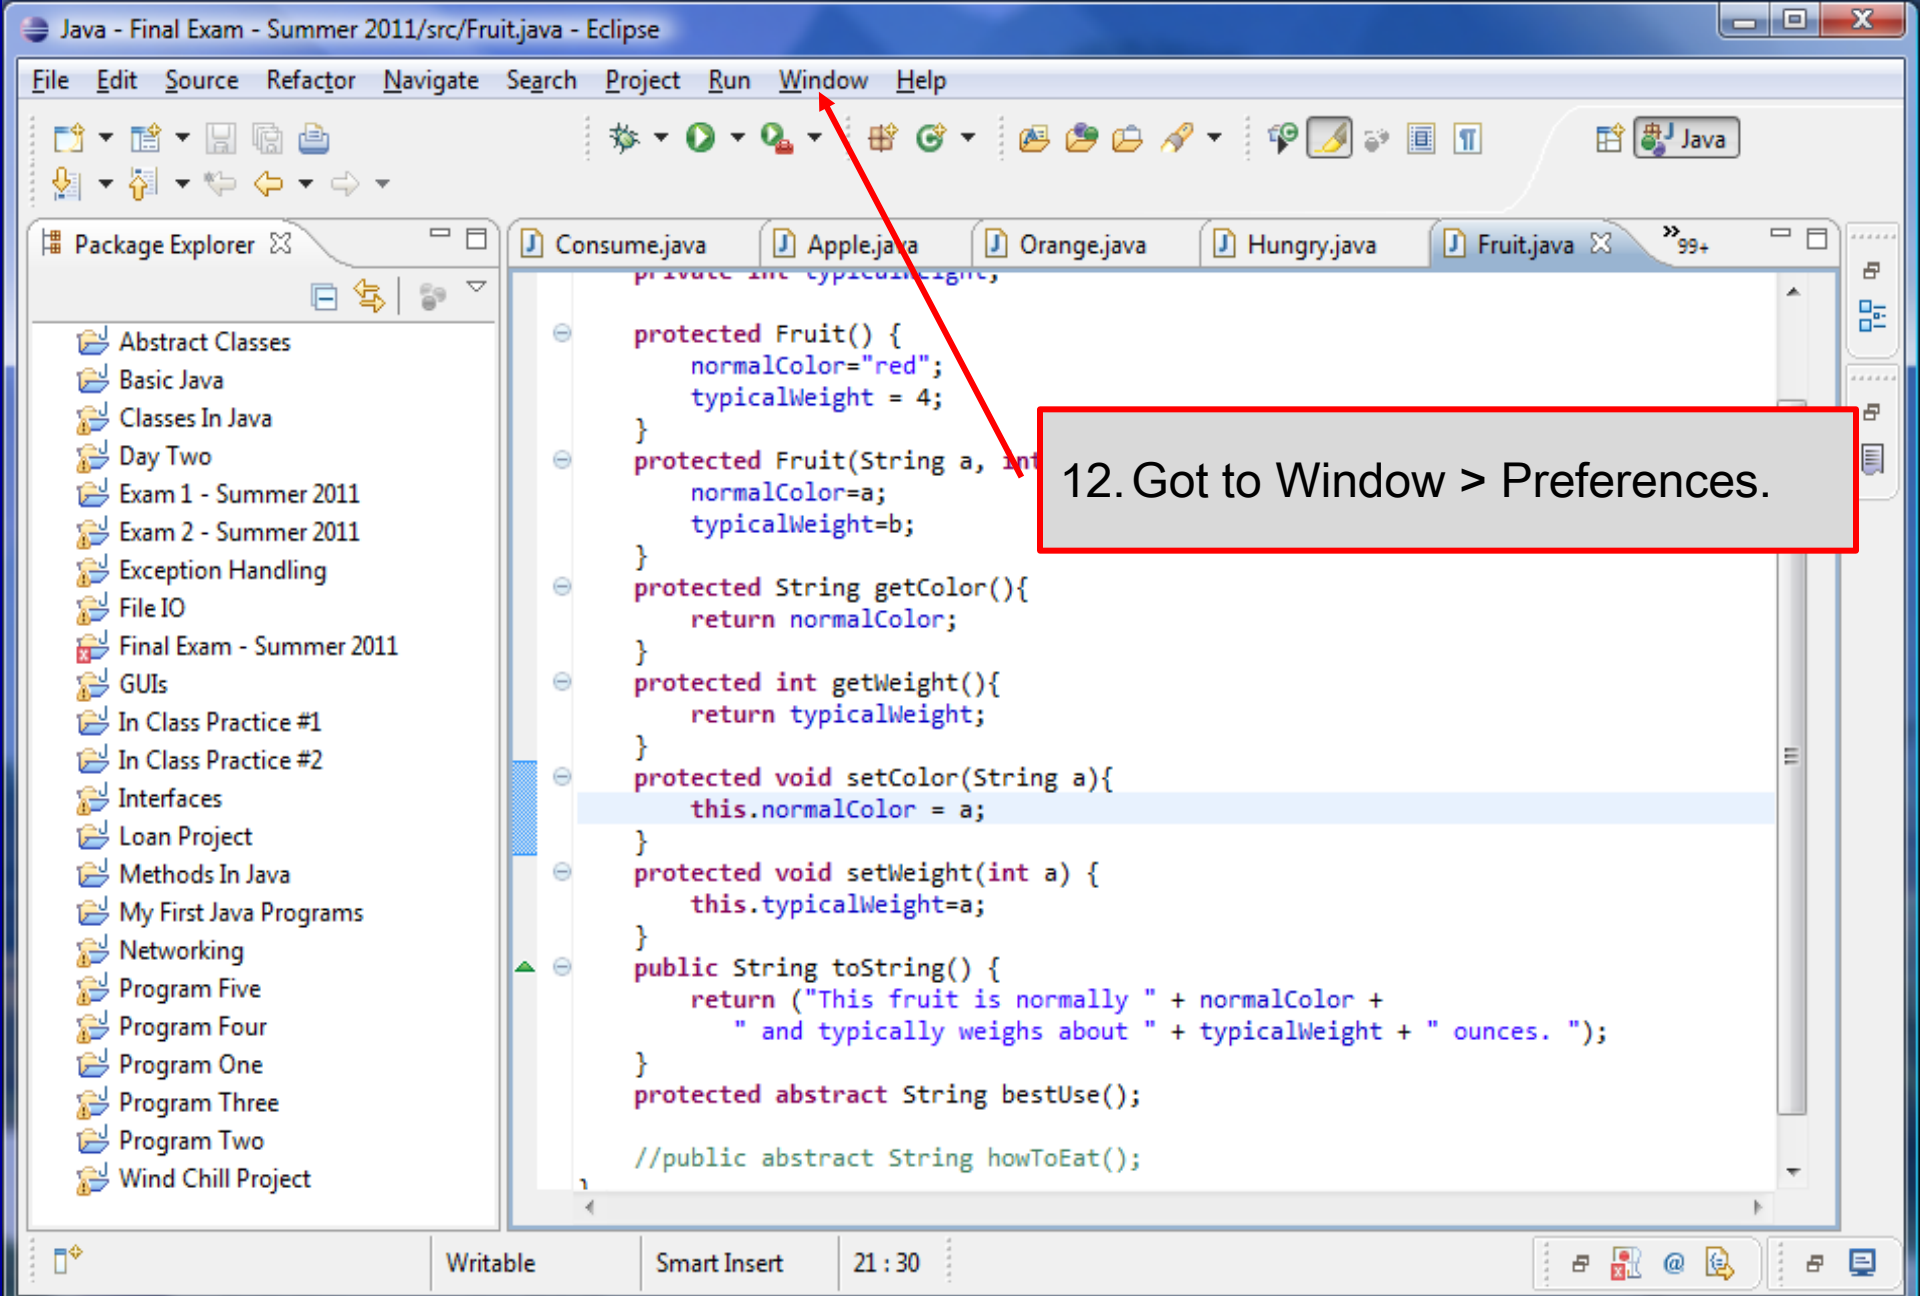 Java - Final Exam - Summer 2011/src/Fruit.java - Eclipse
File Edit Source Refactor Navigate Search Project Run Window Help
Java
Package Explorer
Consume.java Apple.java Orange.java Hungry.java Fruit.java 99+
Abstract Classes
Basic Java
Classes In Java
Day Two
Exam 1 - Summer 2011
Exam 2 - Summer 2011
Exception Handling
File IO
Final Exam - Summer 2011
GUIs
In Class Practice #1
In Class Practice #2
Interfaces
Loan Project
Methods In Java
My First Java Programs
Networking
Program Five
Program Four
Program One
Program Three
Program Two
Wind Chill Project
private int typicalWeight;
protected Fruit() {
normalColor="red";
typicalWeight = 4;
}
protected Fruit(String a, int
normalColor=a;
typicalWeight=b;
}
protected String getColor(){
return normalColor;
}
protected int getWeight(){
return typicalWeight;
}
protected void setColor(String a){
this.normalColor = a;
}
protected void setWeight(int a) {
this.typicalWeight=a;
}
public String toString() {
return ("This fruit is normally " + normalColor +
" and typically weighs about " + typicalWeight + " ounces. ");
}
protected abstract String bestUse();
//public abstract String howToEat();
}
12. Got to Window > Preferences.
Writable Smart Insert 21 : 30